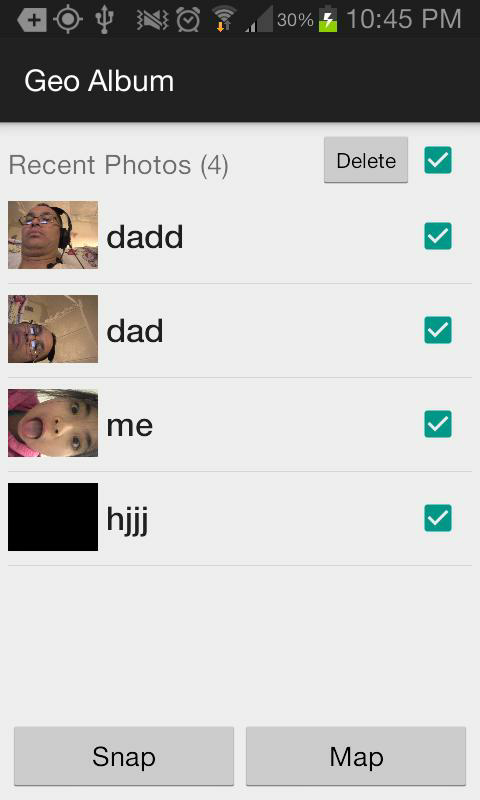 30% 10:45 PM
Geo Album
Recent Photos (4) Delete
dadd
dad
me
hjjj
Snap Map